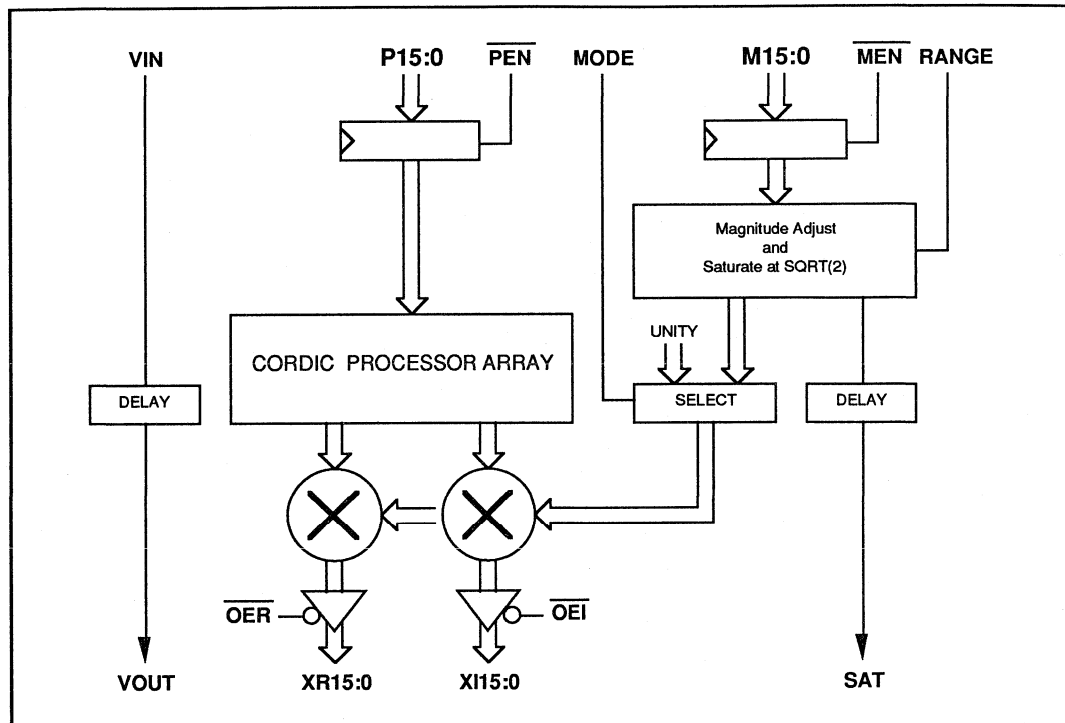 VIN P15:0 PEN MODE M15:0 MEN RANGE
Magnitude Adjust
and
Saturate at SQRT(2)
UNITY
CORDIC PROCESSOR ARRAY
DELAY SELECT DELAY
OER OEI
VOUT XR15:0 XI15:0 SAT